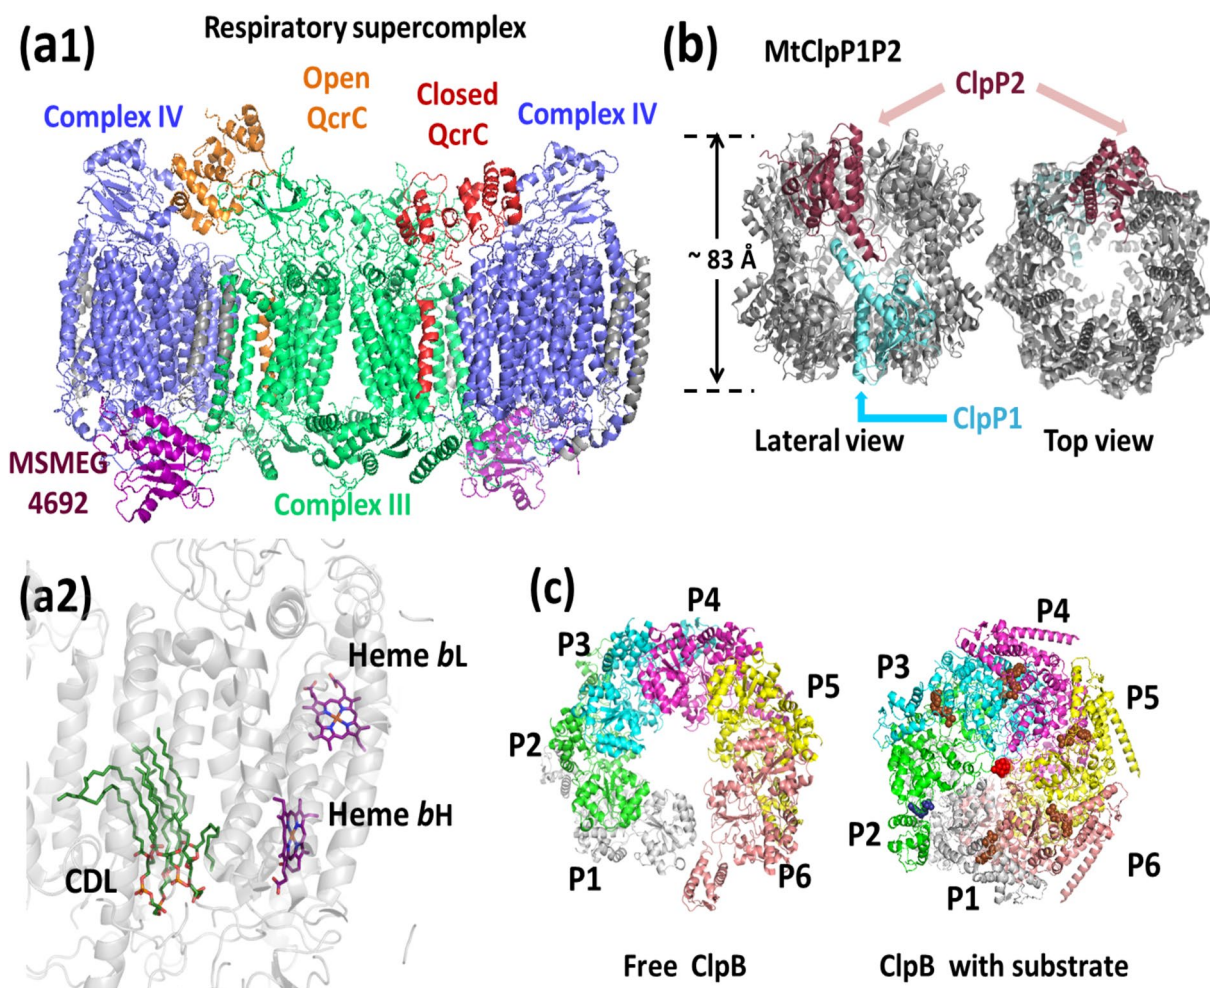 (a1)
Respiratory supercomplex
Open
QcrC
Closed
QcrC
Complex IV
Complex IV
MSMEG
4692
Complex III
(b)
MtClpP1P2
ClpP2
~ 83 Å
ClpP1
Lateral view
Top view
(a2)
Heme bL
Heme bH
CDL
(c)
P4
P3
P5
P2
P1
P6
Free ClpB
P4
P3
P5
P2
P6
P1
ClpB with substrate